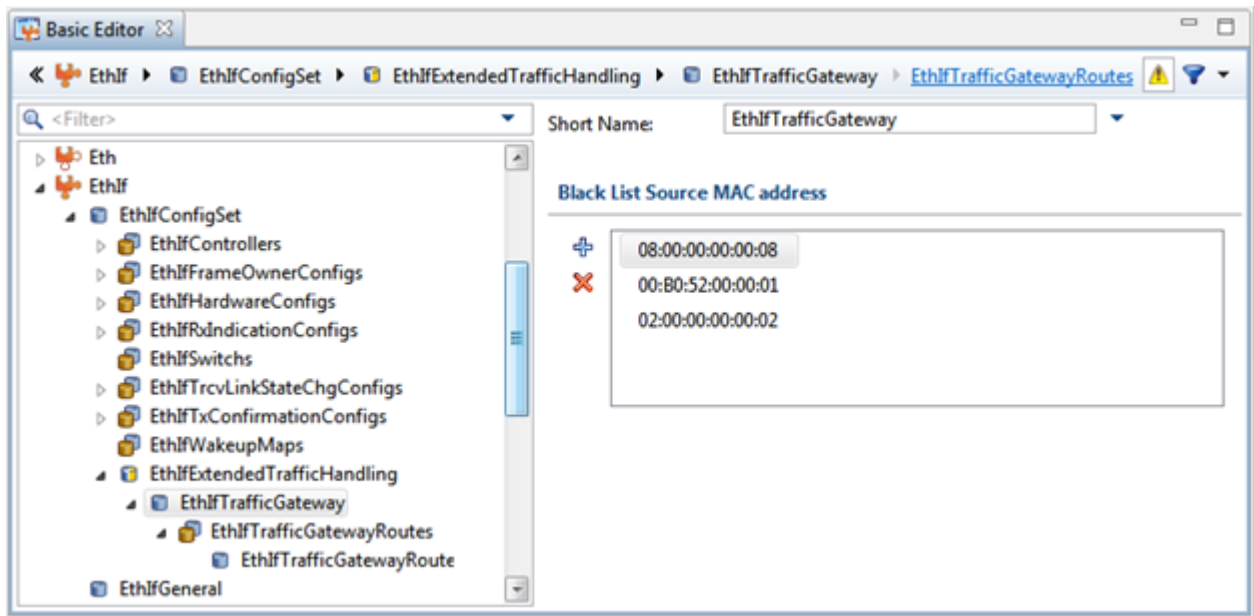 Basic Editor
EthIf EthIfConfigSet EthIfExtendedTrafficHandling EthIfTrafficGateway EthIfTrafficGatewayRoutes
<Filter>
Eth
EthIf
EthIfConfigSet
EthIfControllers
EthIfFrameOwnerConfigs
EthIfHardwareConfigs
EthIfRxIndicationConfigs
EthIfSwitchs
EthIfTrcvLinkStateChgConfigs
EthIfTxConfirmationConfigs
EthIfWakeupMaps
EthIfExtendedTrafficHandling
EthIfTrafficGateway
EthIfTrafficGatewayRoutes
EthIfTrafficGatewayRoute
EthIfGeneral
Short Name: EthIfTrafficGateway
Black List Source MAC address
08:00:00:00:00:08
00:B0:52:00:00:01
02:00:00:00:00:02